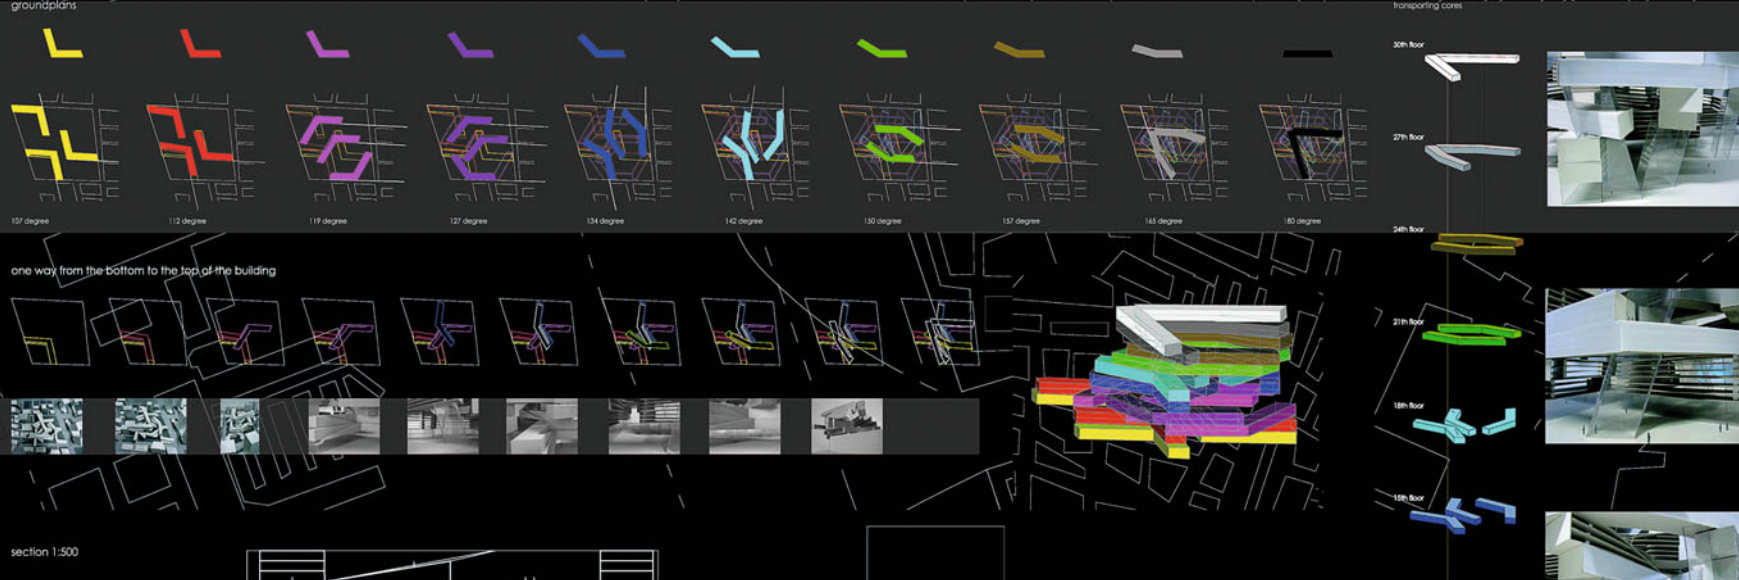 groundplans
transporting cores
30th floor
107 degree
112 degree
119 degree
127 degree
134 degree
142 degree
150 degree
157 degree
165 degree
180 degree
27th floor
24th floor
one way from the bottom to the top of the building
21th floor
18th floor
15th floor
section 1:500